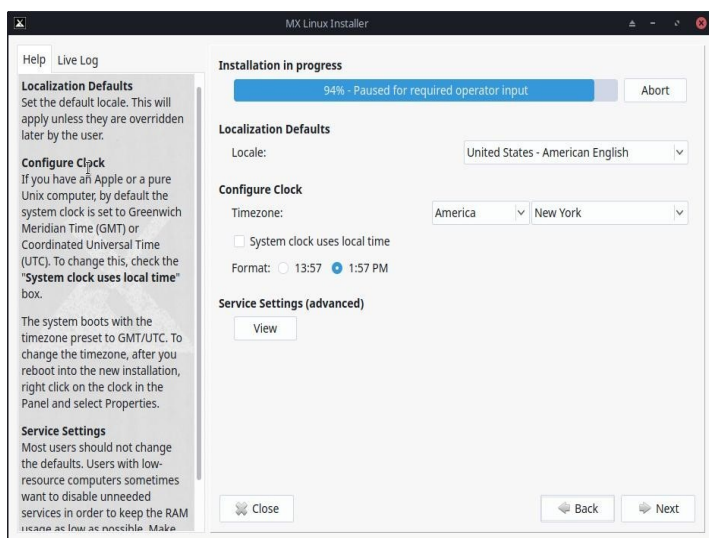 MX Linux Installer
Help
Live Log
Localization Defaults
Set the default locale. This will
apply unless they are overridden
later by the user.
Configure Clock
If you have an Apple or a pure
Unix computer, by default the
system clock is set to Greenwich
Meridian Time (GMT) or
Coordinated Universal Time
(UTC). To change this, check the
"System clock uses local time"
box.
The system boots with the
timezone preset to GMT/UTC. To
change the timezone, after you
reboot into the new installation,
right click on the clock in the
Panel and select Properties.
Service Settings
Most users should not change
the defaults. Users with low-
resource computers sometimes
want to disable unneeded
services in order to keep the RAM
usage as low as possible. Make
Installation in progress
94% - Paused for required operator input
Abort
Localization Defaults
Locale:
United States - American English
Configure Clock
Timezone:
America
New York
System clock uses local time
Format:
13:57
1:57 PM
Service Settings (advanced)
View
Close
Back
Next